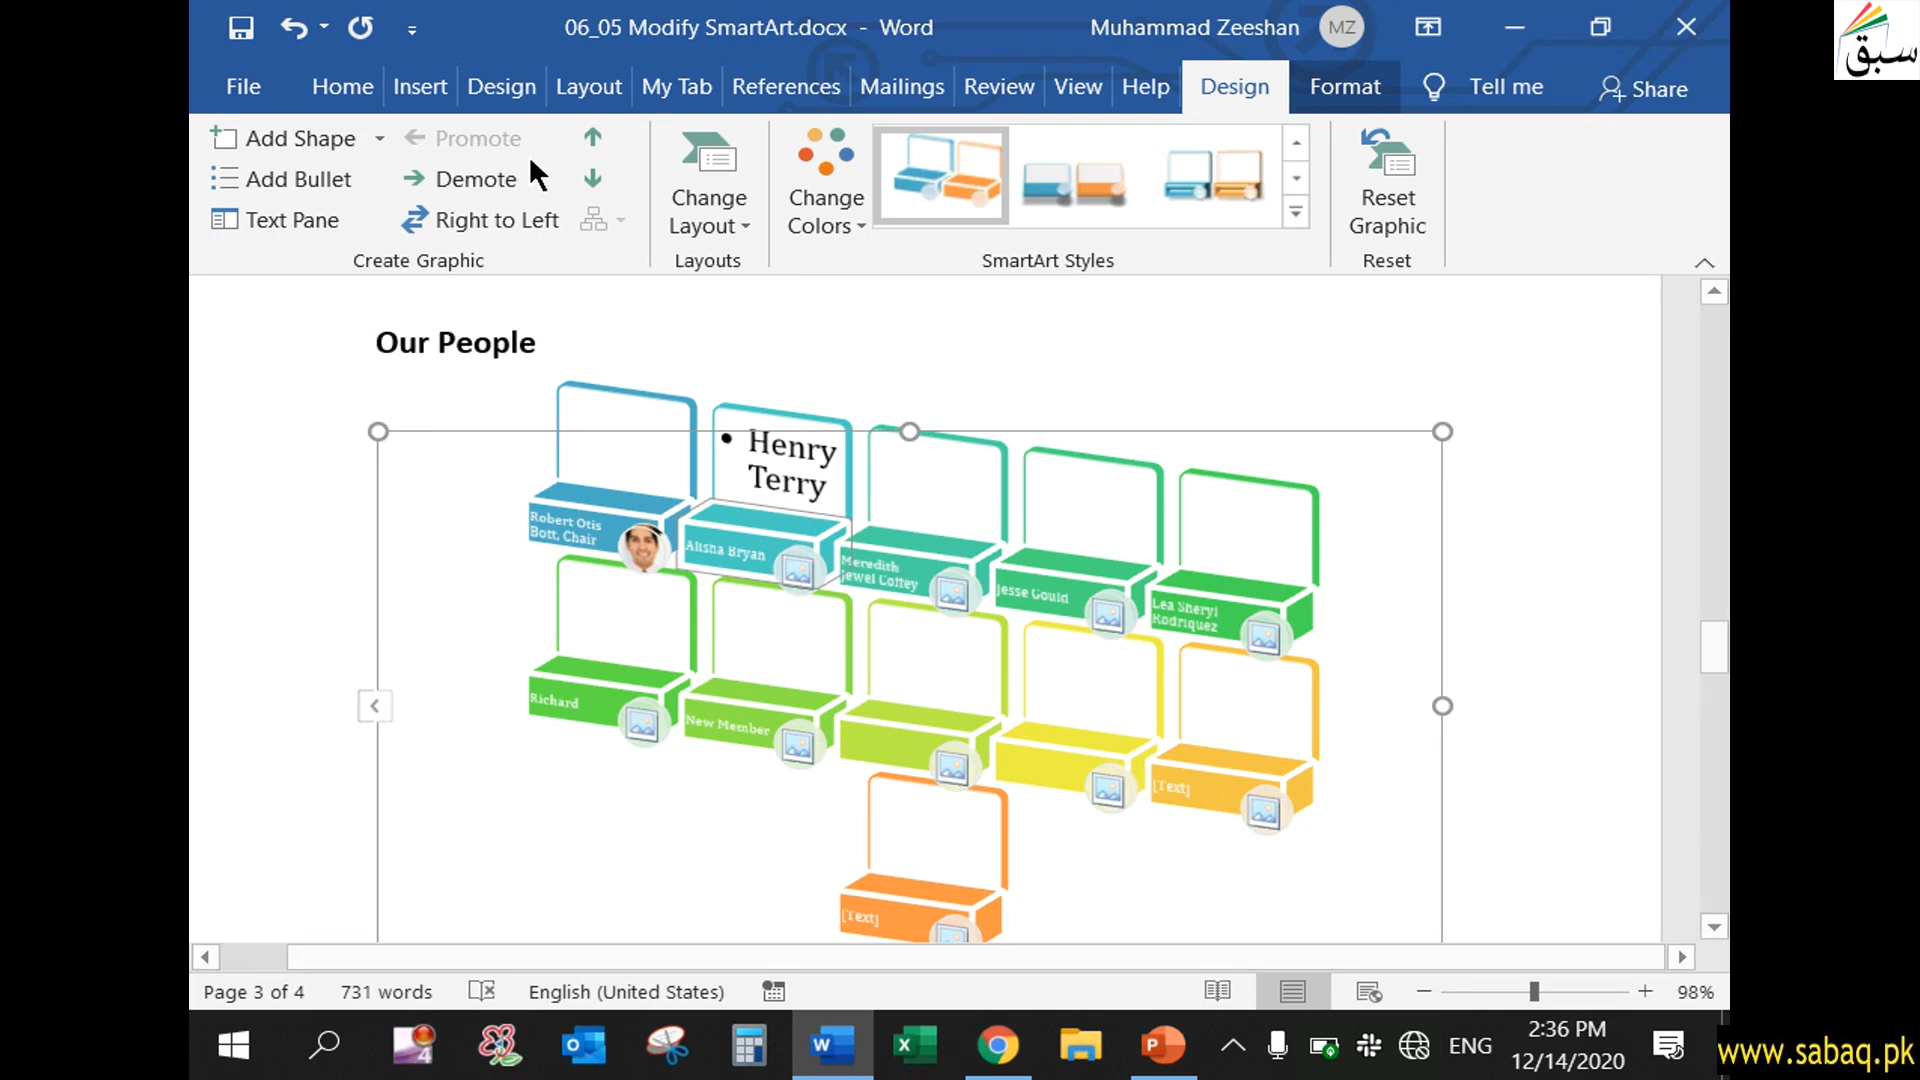 06_05 Modify SmartArt.docx - Word
Muhammad Zeeshan MZ
سبق
File Home Insert Design Layout My Tab References Mailings Review View Help Design Format Tell me Share
Add Shape Promote
Add Bullet Demote
Text Pane Right to Left
Create Graphic
Change Layout
Layouts
Change Colors
SmartArt Styles
Reset Graphic
Reset
Our People
• Henry
Terry
Robert Otis
Bott, Chair
Alisha Bryan
Meredith
Jewel Coffey
Jesse Gould
Lea Sheryl
Rodriquez
Richard
New Member
[Text]
[Text]
Page 3 of 4 731 words English (United States) 98%
4
ENG
2:36 PM
12/14/2020
www.sabaq.pk